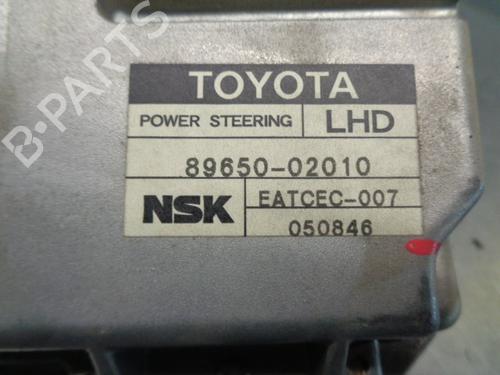 B-PARTS
TOYOTA
POWER STEERING LHD
89650-02010
NSK EATCEC-007
050846